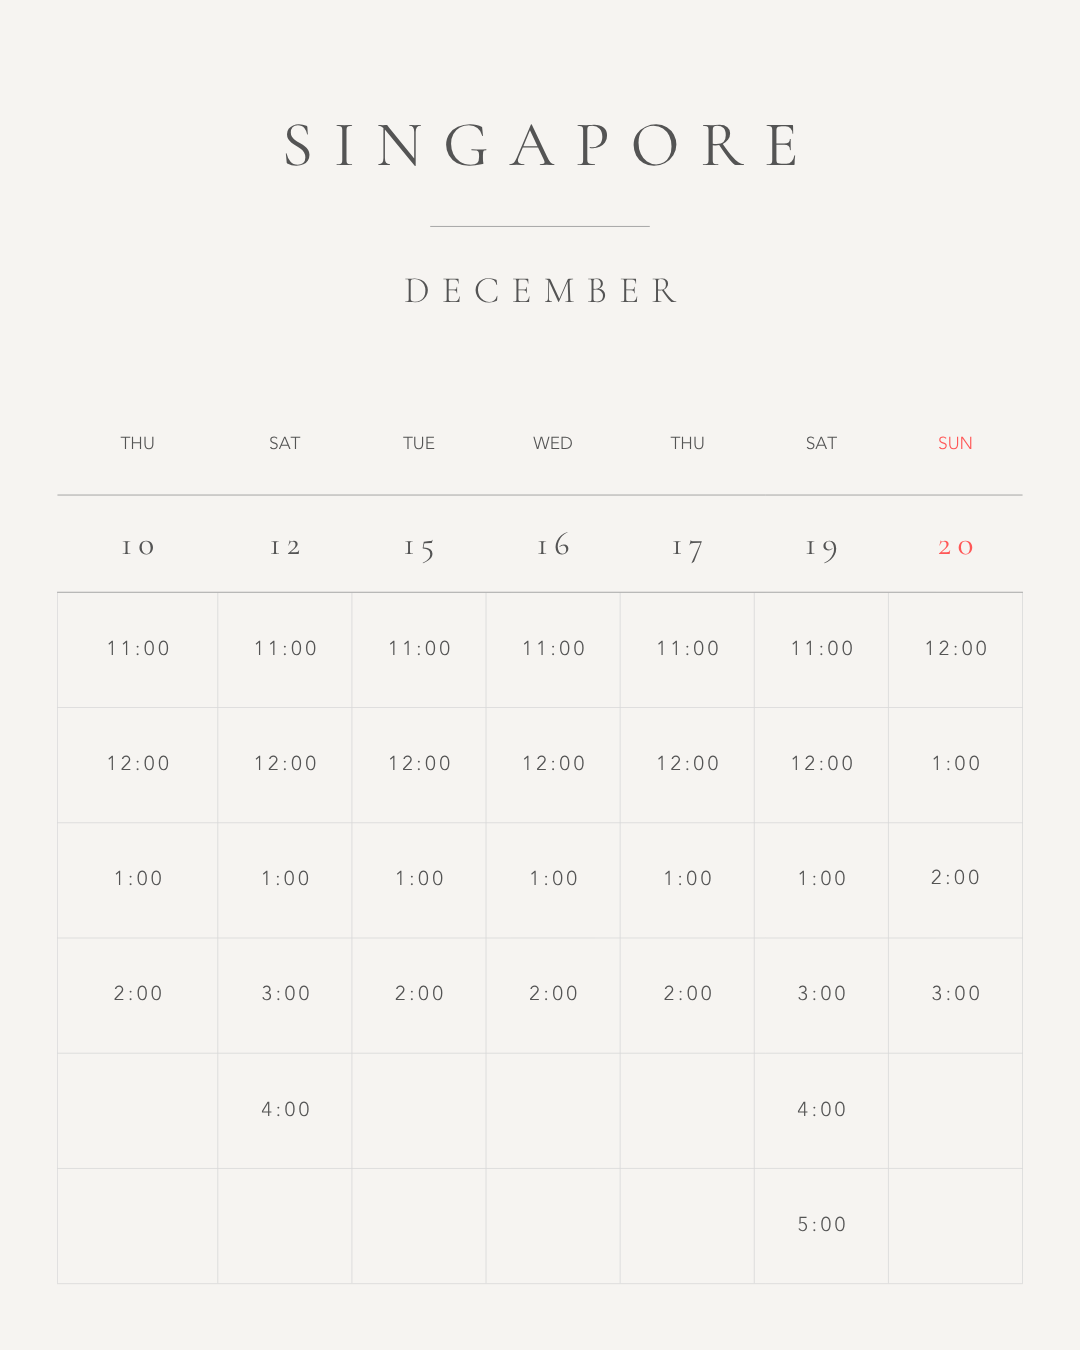 SINGAPORE
DECEMBER
THU SAT TUE WED THU SAT SUN
10 12 15 16 17 19 20
11:00 11:00 11:00 11:00 11:00 11:00 12:00
12:00 12:00 12:00 12:00 12:00 12:00 1:00
1:00 1:00 1:00 1:00 1:00 1:00 2:00
2:00 3:00 2:00 2:00 2:00 3:00 3:00
4:00 4:00
5:00